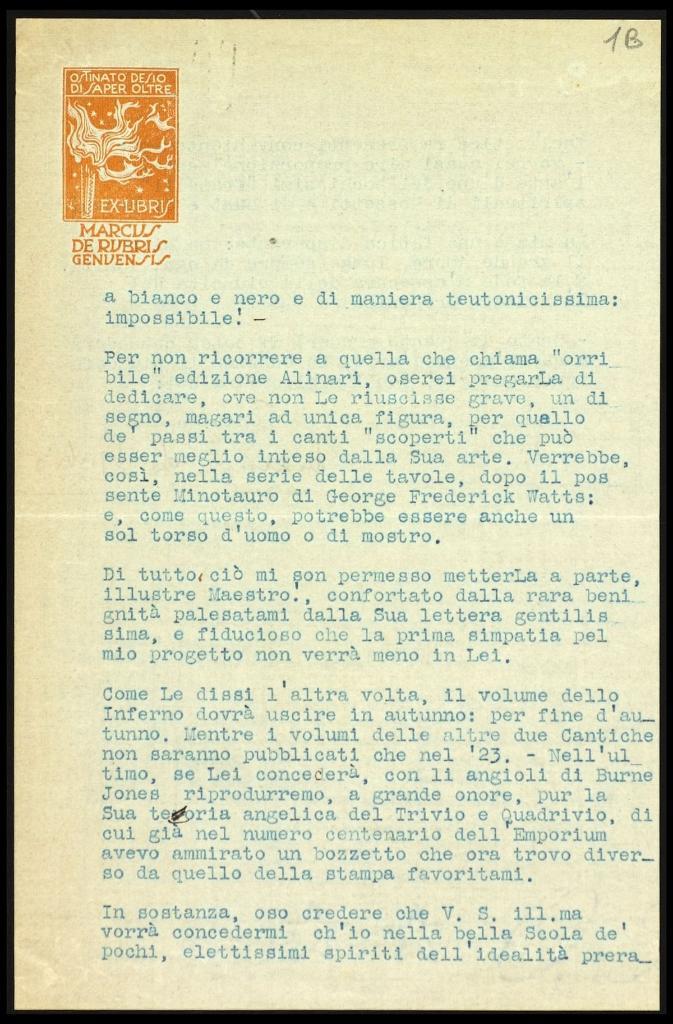 1B
OSTINATO DESIO
DI SAPER OLTRE
EX-LIBRIS
MARCVS
DE RVBRIS
GENVENSIS
a bianco e nero e di maniera teutonicissima:
impossibile! —
Per non ricorrere a quella che chiama "orri_
bile" edizione Alinari, oserei pregarLa di
dedicare, ove non Le riuscisse grave, un di_
segno, magari ad unica figura, per quello
de' passi tra i canti "scoperti" che può
esser meglio inteso dalla Sua arte. Verrebbe,
così, nella serie delle tavole, dopo il pos
sente Minotauro di George Frederick Watts:
e, come questo, potrebbe essere anche un
sol torso d'uomo o di mostro.
Di tutto ciò mi son permesso metterLa a parte,
illustre Maestro!, confortato dalla rara beni_
gnità palesatami dalla Sua lettera gentilis_
sima, e fiducioso che la prima simpatia pel
mio progetto non verrà meno in Lei.
Come Le dissi l'altra volta, il volume dello
Inferno dovrà uscire in autunno: per fine d'au_
tunno. Mentre i volumi delle altre due Cantiche
non saranno pubblicati che nel '23. - Nell'ul_
timo, se Lei concederà, con li angioli di Burne
Jones riprodurremo, a grande onore, pur la
Sua teoria angelica del Trivio e Quadrivio, di
cui già nel numero centenario dell'Emporium
avevo ammirato un bozzetto che ora trovo diver_
so da quello della stampa favoritami.
In sostanza, oso credere che V. S. ill.ma
vorrà concedermi ch'io nella bella Scola de'
pochi, elettissimi spiriti dell'idealità prera_